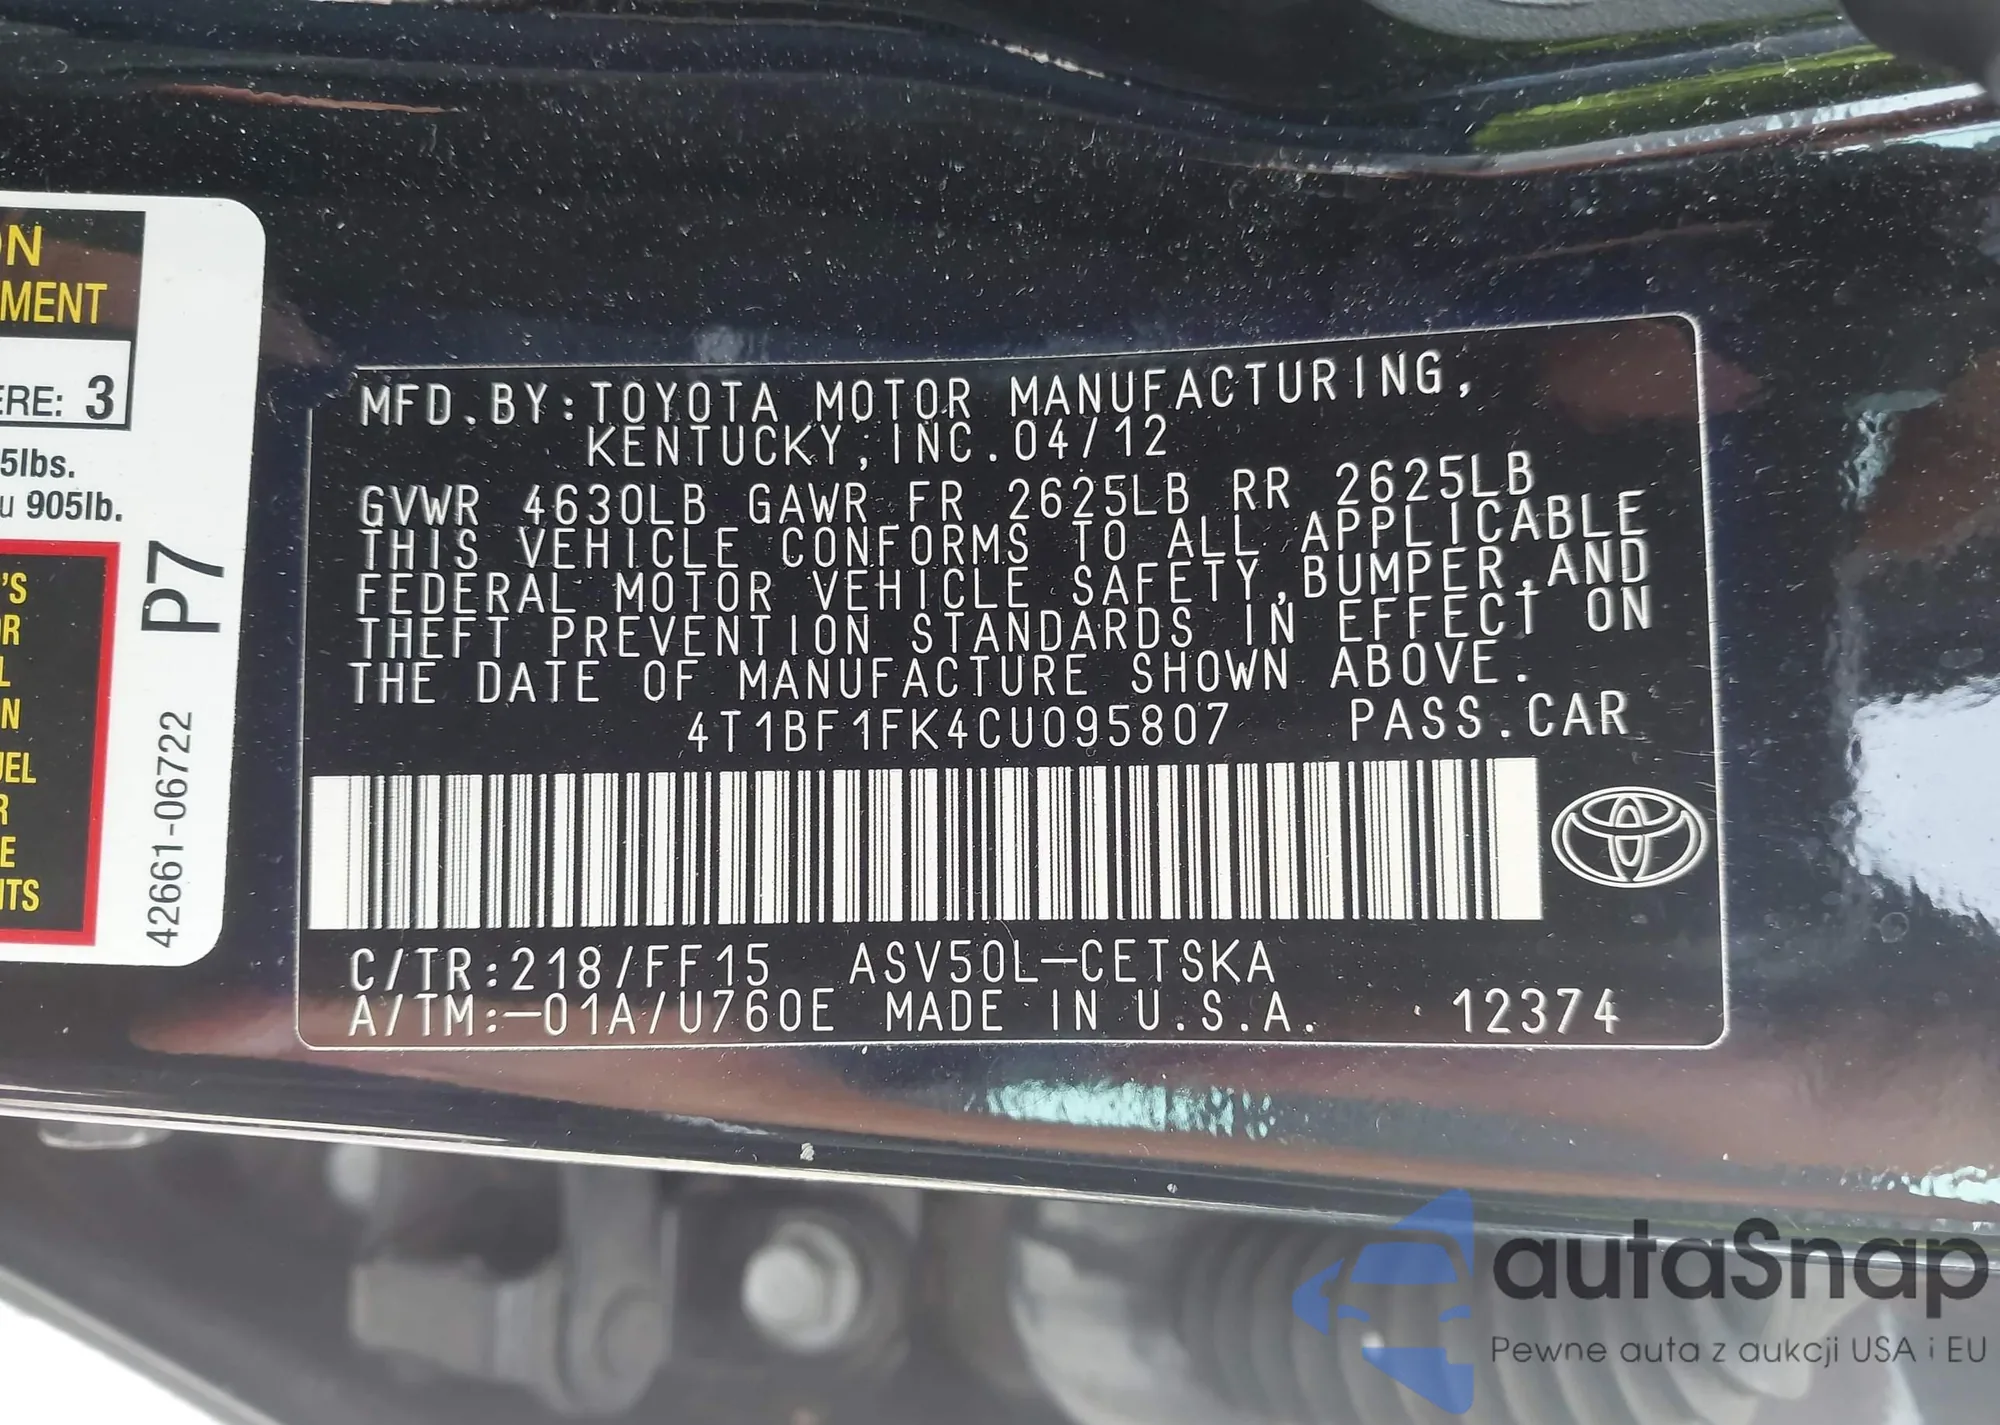 ON
MENT
ERE: 3
5lbs.
u 905lb.
'S
OR
L
N
UEL
R
E
NTS
P7
42661-06722
MFD.BY:TOYOTA MOTOR MANUFACTURING,
KENTUCKY,INC.04/12
GVWR 4630LB GAWR FR 2625LB RR 2625LB
THIS VEHICLE CONFORMS TO ALL APPLICABLE
FEDERAL MOTOR VEHICLE SAFETY,BUMPER,AND
THEFT PREVENTION STANDARDS IN EFFECT ON
THE DATE OF MANUFACTURE SHOWN ABOVE.
4T1BF1FK4CU095807 PASS.CAR
C/TR:218/FF15 ASV50L-CETSKA
A/TM:-01A/U760E MADE IN U.S.A. 12374
autaSnap
Pewne auta z aukcji USA i EU